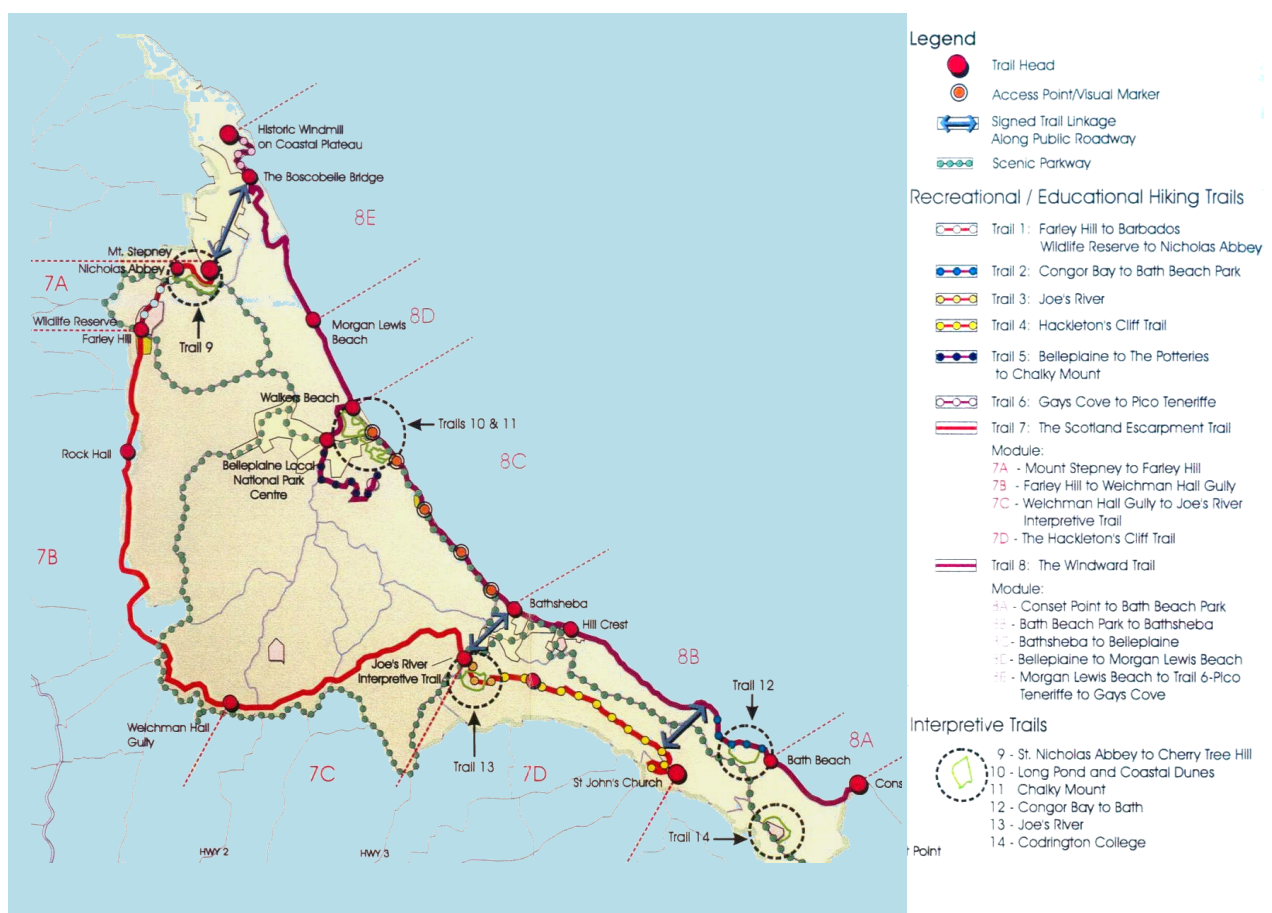 Historic Windmill
on Coastal Plateau
The Boscobelle Bridge
8E
Mt. Stepney
Nicholas Abbey
7A
Wildlife Reserve
Farley Hill
Trail 9
Morgan Lewis
Beach
8D
Walkers Beach
Trails 10 & 11
Rock Hall
Belleplaine Local
National Park
Centre
8C
7B
Bathsheba
Hill Crest
Joe's River
Interpretive Trail
8B
Trail 12
Welchman Hall
Gully
7C
Trail 13
7D
St John's Church
Bath Beach
8A
Cons
Trail 14
HWY 2
HWY 3
t Point
Legend
Trail Head
Access Point/Visual Marker
Signed Trail Linkage
Along Public Roadway
Scenic Parkway
Recreational / Educational Hiking Trails
Trail 1: Farley Hill to Barbados
Wildlife Reserve to Nicholas Abbey
Trail 2: Congor Bay to Bath Beach Park
Trail 3: Joe's River
Trail 4: Hackleton's Cliff Trail
Trail 5: Belleplaine to The Potteries
to Chalky Mount
Trail 6: Gays Cove to Pico Teneriffe
Trail 7: The Scotland Escarpment Trail
Module:
7A - Mount Stepney to Farley Hill
7B - Farley Hill to Welchman Hall Gully
7C - Welchman Hall Gully to Joe's River
Interpretive Trail
7D - The Hackleton's Cliff Trail
Trail 8: The Windward Trail
Module:
8A - Conset Point to Bath Beach Park
- Bath Beach Park to Bathsheba
- Bathsheba to Belleplaine
- Belleplaine to Morgan Lewis Beach
- Morgan Lewis Beach to Trail 6-Pico
Teneriffe to Gays Cove
Interpretive Trails
9 - St. Nicholas Abbey to Cherry Tree Hill
10 - Long Pond and Coastal Dunes
11 Chalky Mount
12 - Congor Bay to Bath
13 - Joe's River
14 - Codrington College